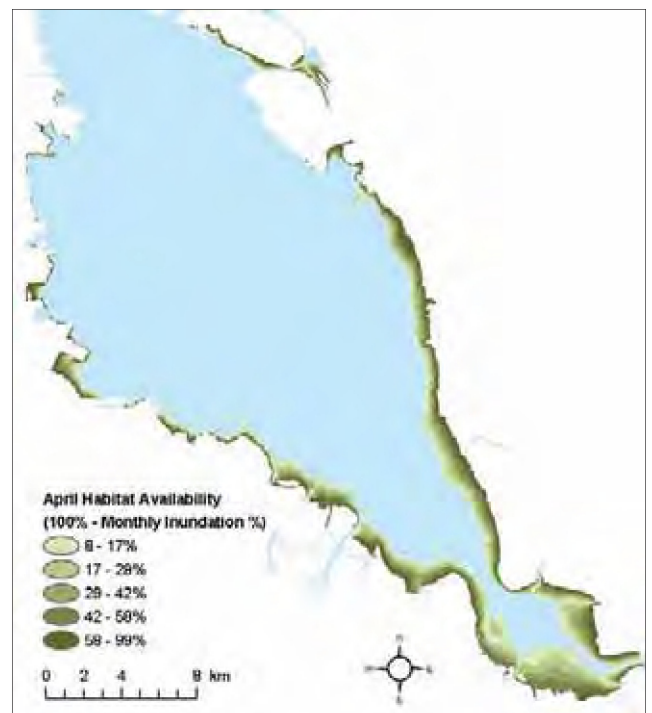 April Habitat Availability
(100% - Monthly Inundation %)
8 - 17%
17 - 29%
29 - 42%
42 - 58%
58 - 99%
0 2 4 8 km